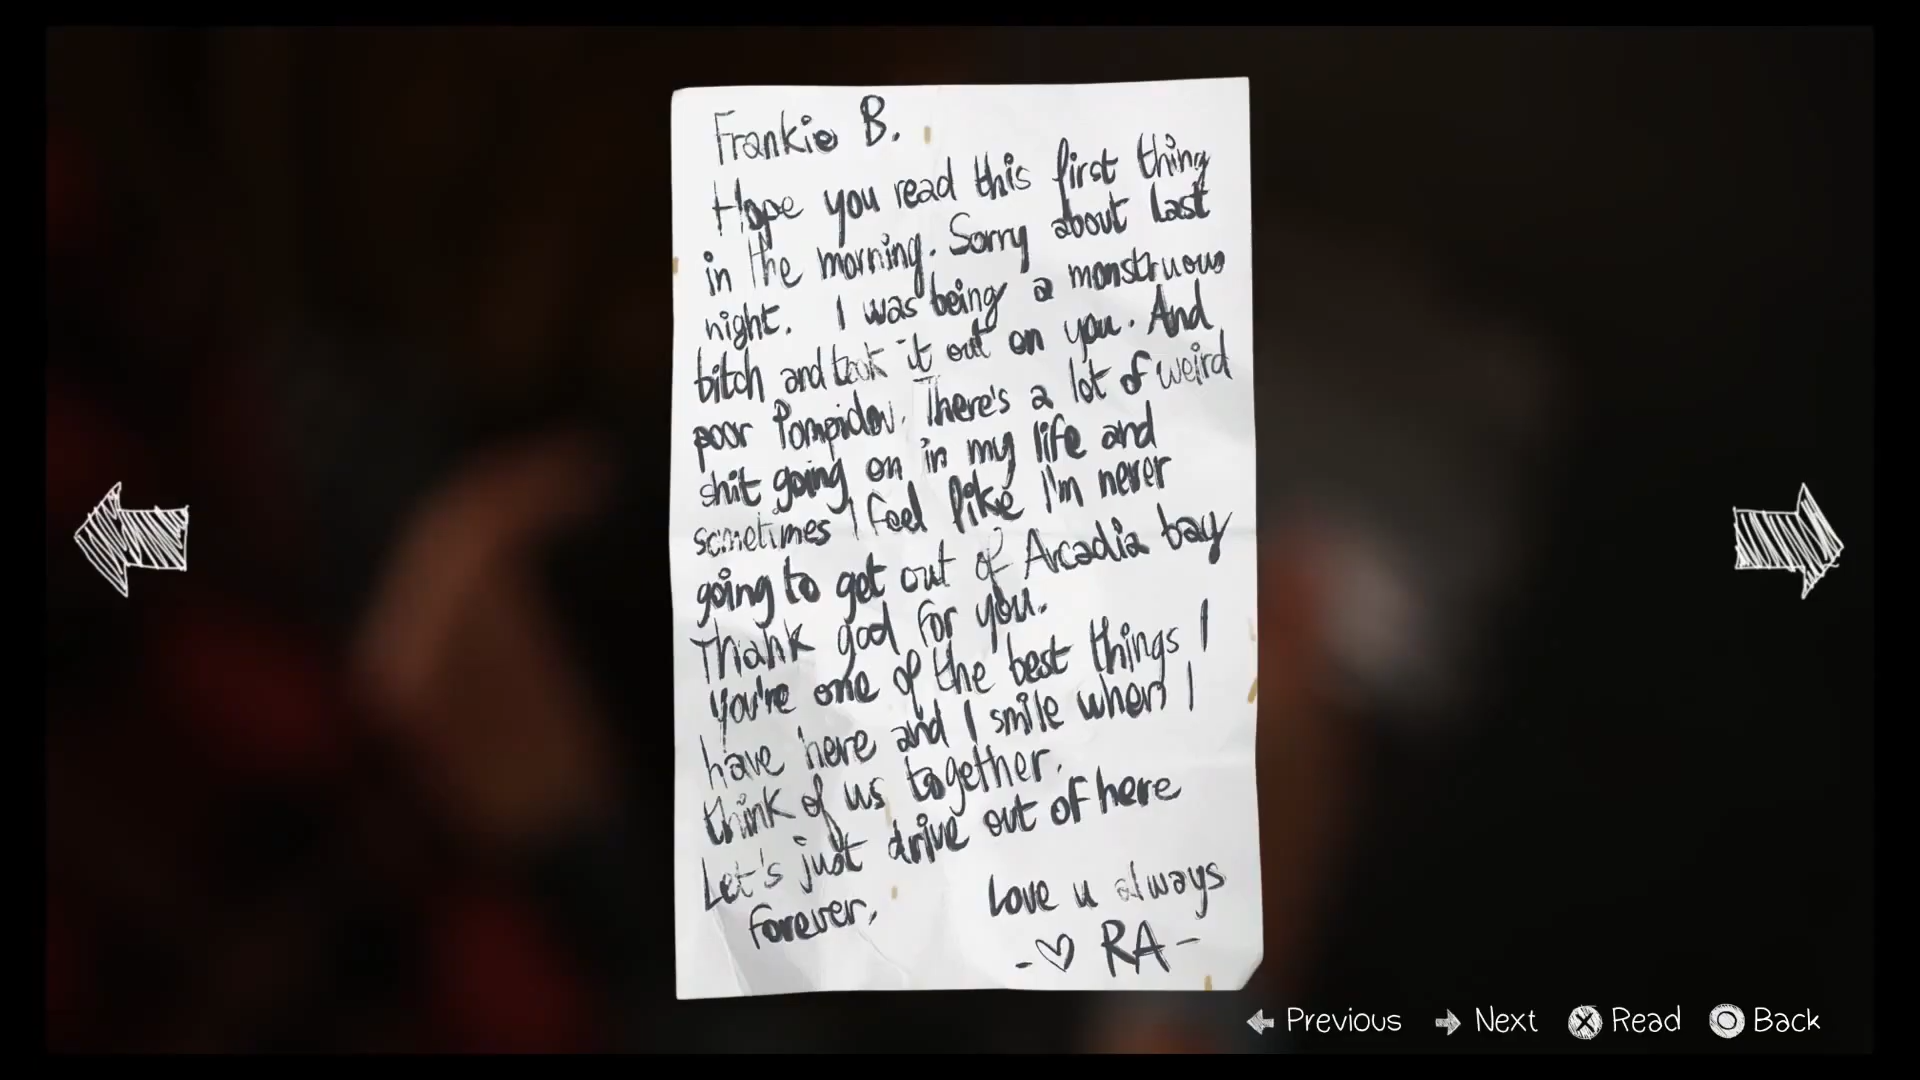 Frankie B.
Hope you read this first thing
in the morning. Sorry about last
night. I was being a monstruous
bitch and took it out on you. And
poor Pompidou. There's a lot of weird
shit going on in my life and
sometimes I feel like I'm never
going to get out of Arcadia bay
Thank god for you.
You're one of the best things I
have here and I smile when I
think of us together.
Let's just drive out of here
forever.
Love u always
-♡ RA-
Previous Next Read Back